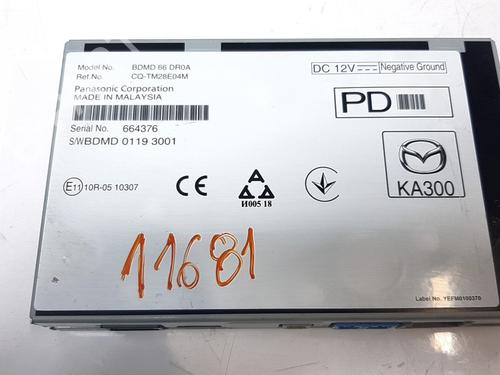 Model No. BDMD 66 DR0A
Ref.No. CQ-TM28E04M
Panasonic Corporation
MADE IN MALAYSIA
DC 12V Negative Ground
PD
Serial No. 664376
S/W BDMD 0119 3001
KA300
E11 10R-05 10307
CE
И005 18
11681
Label No. YEFM0100370